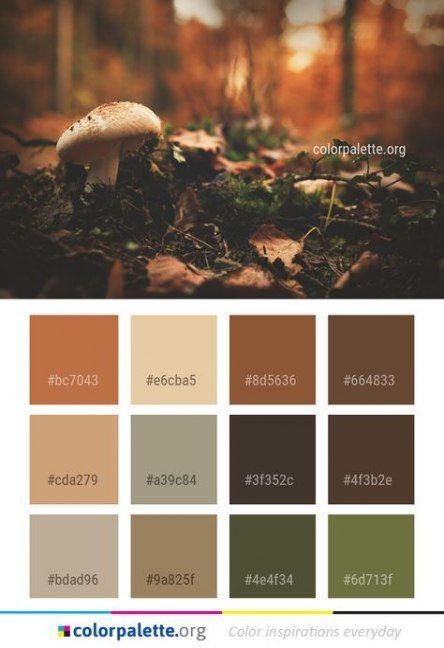 colorpalette.org
#bc7043 #e6cba5 #8d5636 #664833
#cda279 #a39c84 #3f352c #4f3b2e
#bdad96 #9a825f #4e4f34 #6d713f
colorpalette.org Color inspirations everyday